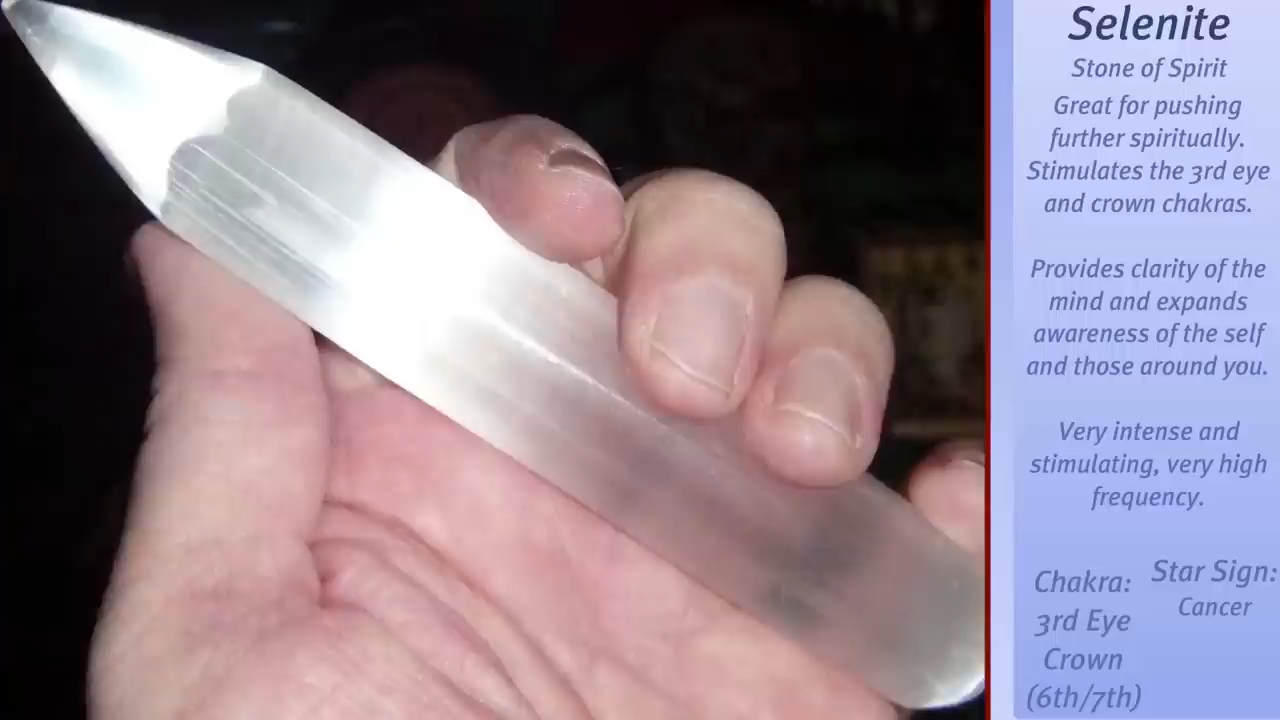 Selenite
Stone of Spirit
Great for pushing
further spiritually.
Stimulates the 3rd eye
and crown chakras.
Provides clarity of the
mind and expands
awareness of the self
and those around you.
Very intense and
stimulating, very high
frequency.
Chakra:
3rd Eye
Crown
(6th/7th)
Star Sign:
Cancer